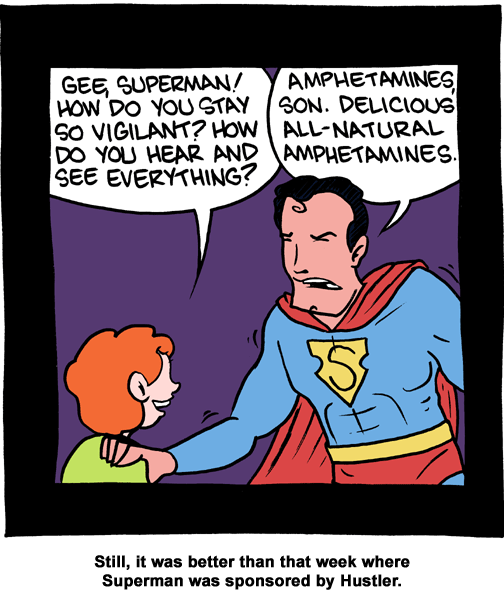 GEE, SUPERMAN!
HOW DO YOU STAY
SO VIGILANT? HOW
DO YOU HEAR AND
SEE EVERYTHING?
AMPHETAMINES,
SON. DELICIOUS
ALL-NATURAL
AMPHETAMINES.
S
Still, it was better than that week where
Superman was sponsored by Hustler.